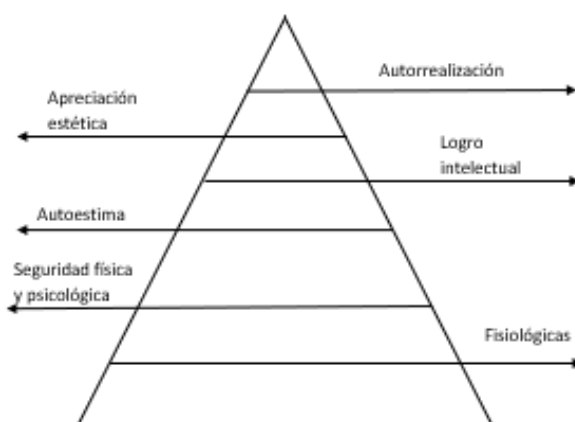 Autorrealización
Apreciación
estética
Logro
intelectual
Autoestima
Seguridad física
y psicológica
Fisiológicas